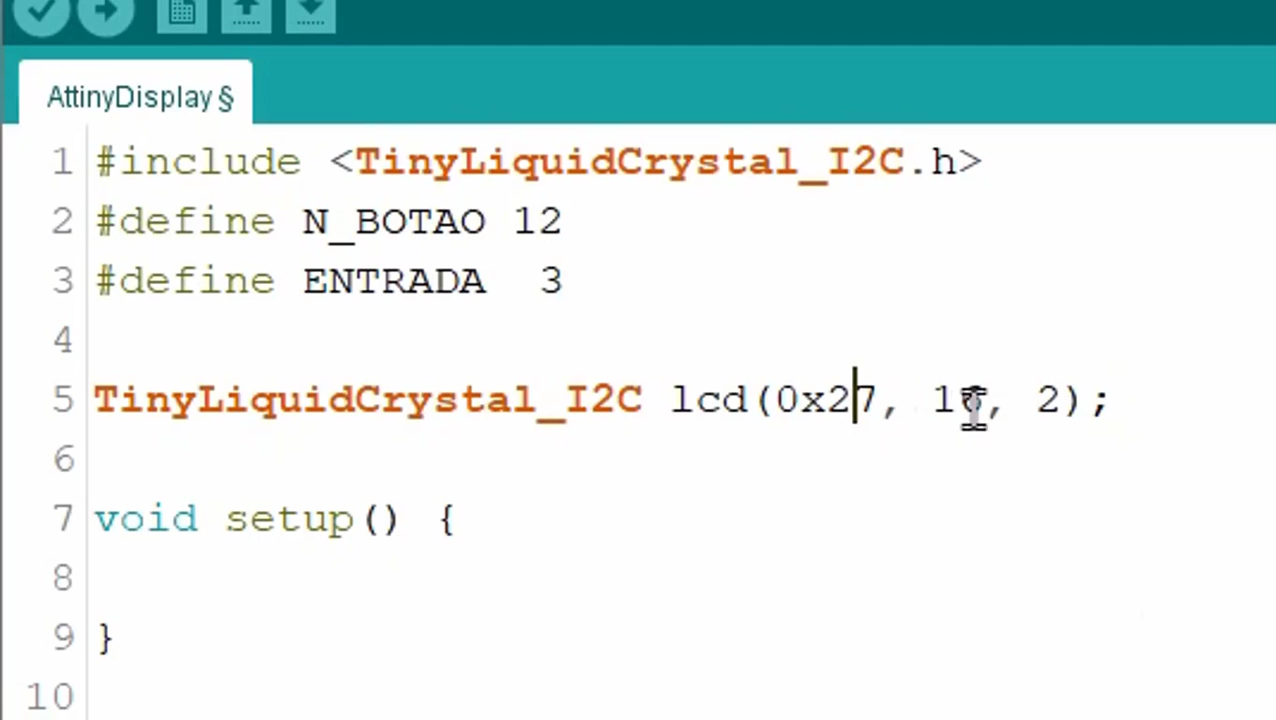 AttinyDisplay §
1 #include <TinyLiquidCrystal_I2C.h>
2 #define N_BOTAO 12
3 #define ENTRADA  3
4
5 TinyLiquidCrystal_I2C lcd(0x27, 16, 2);
6
7 void setup() {
8
9 }
10